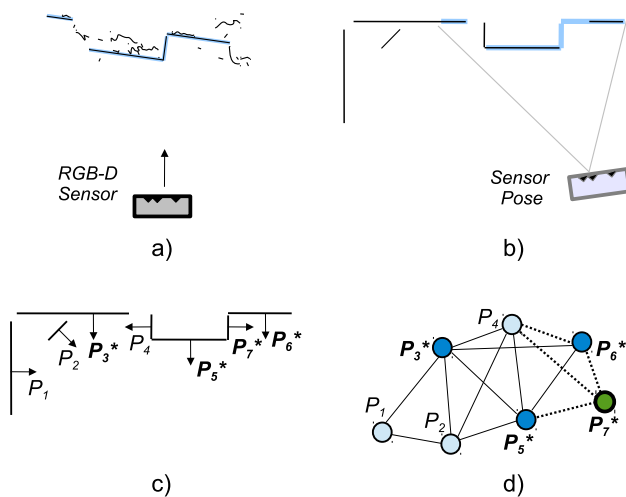 RGB-D
Sensor
a)
Sensor
Pose
b)
P1
P2
P3*
P4
P5*
P7*
P6*
c)
P4
P3*
P6*
P1
P2
P5*
P7*
d)